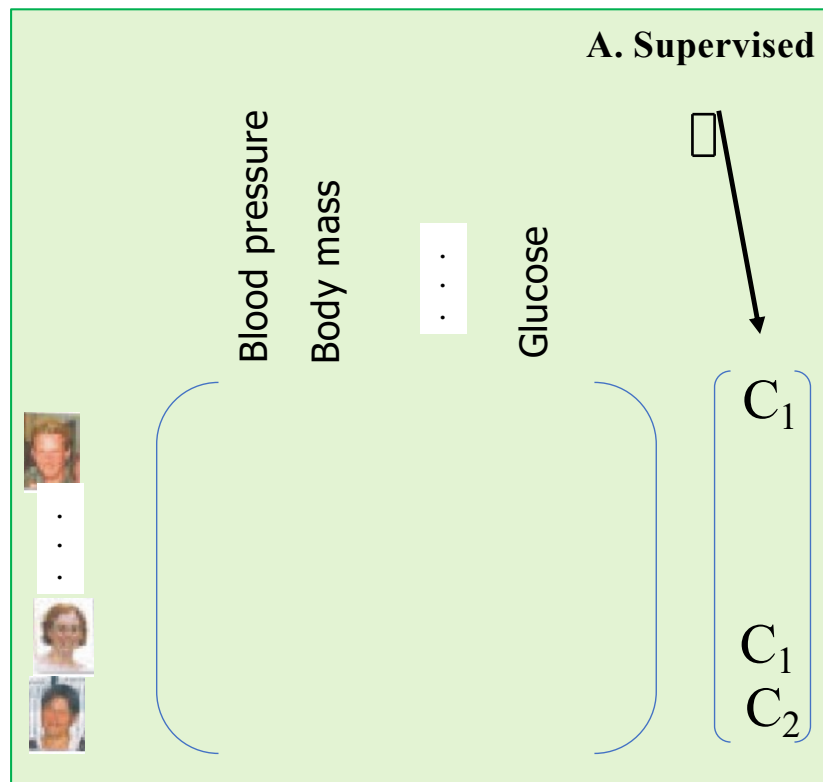 A. Supervised
Blood pressure
Body mass
.
.
.
Glucose
C₁
.
.
.
C₁
C₂